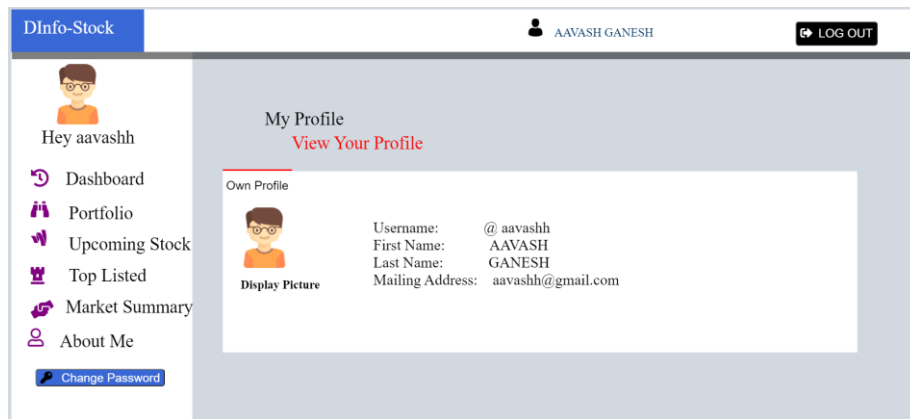 DInfo-Stock
AAVASH GANESH
LOG OUT
Hey aavashh
Dashboard
Portfolio
Upcoming Stock
Top Listed
Market Summary
About Me
Change Password
My Profile
View Your Profile
Own Profile
Display Picture
Username: @ aavashh
First Name: AAVASH
Last Name: GANESH
Mailing Address: aavashh@gmail.com